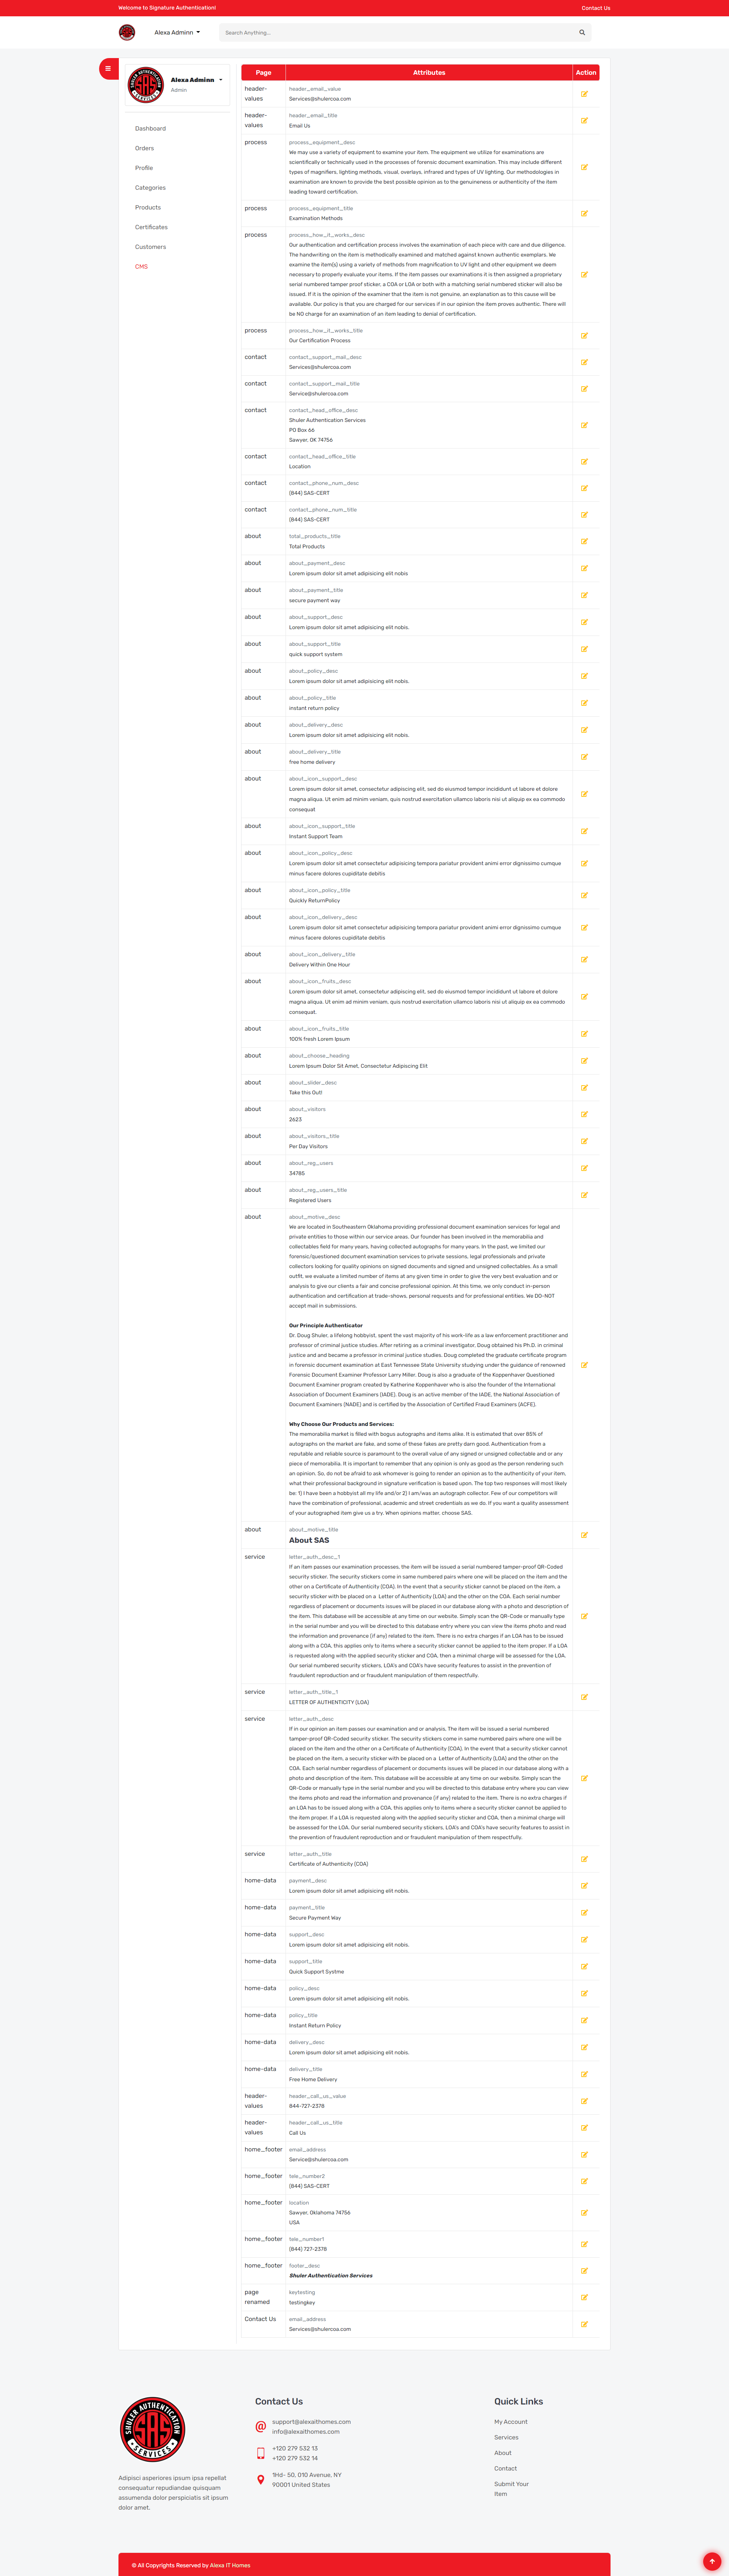 Welcome to Signature Authentication!
Contact Us
Alexa Adminn
Search Anything...
Alexa Adminn
Admin
Dashboard
Orders
Profile
Categories
Products
Certificates
Customers
CMS
Page Attributes Action
header-values
header_email_value
Services@shulercoa.com
header-values
header_email_title
Email Us
process
process_equipment_desc
We may use a variety of equipment to examine your item. The equipment we utilize for examinations are
scientifically or technically used in the processes of forensic document examination. This may include different
types of magnifiers, lighting methods, visual, overlays, infrared and types of UV lighting. Our methodologies in
examination are known to provide the best possible opinion as to the genuineness or authenticity of the item
leading toward certification.
process
process_equipment_title
Examination Methods
process
process_how_it_works_desc
Our authentication and certification process involves the examination of each piece with care and due diligence.
The handwriting on the item is methodically examined and matched against known authentic exemplars. We
examine the item(s) using a variety of methods from magnification to UV light and other equipment we deem
necessary to properly evaluate your items. If the item passes our examinations it is then assigned a proprietary
serial numbered tamper proof sticker, a COA or LOA or both with a matching serial numbered sticker will also be
issued. If it is the opinion of the examiner that the item is not genuine, an explanation as to this cause will be
available. Our policy is that you are charged for our services if in our opinion the item proves authentic. There will
be NO charge for an examination of an item leading to denial of certification.
process
process_how_it_works_title
Our Certification Process
contact
contact_support_mail_desc
Services@shulercoa.com
contact
contact_support_mail_title
Service@shulercoa.com
contact
contact_head_office_desc
Shuler Authentication Services
PO Box 66
Sawyer, OK 74756
contact
contact_head_office_title
Location
contact
contact_phone_num_desc
(844) SAS-CERT
contact
contact_phone_num_title
(844) SAS-CERT
about
total_products_title
Total Products
about
about_payment_desc
Lorem ipsum dolor sit amet adipisicing elit nobis
about
about_payment_title
secure payment way
about
about_support_desc
Lorem ipsum dolor sit amet adipisicing elit nobis.
about
about_support_title
quick support system
about
about_policy_desc
Lorem ipsum dolor sit amet adipisicing elit nobis.
about
about_policy_title
instant return policy
about
about_delivery_desc
Lorem ipsum dolor sit amet adipisicing elit nobis.
about
about_delivery_title
free home delivery
about
about_icon_support_desc
Lorem ipsum dolor sit amet, consectetur adipiscing elit, sed do eiusmod tempor incididunt ut labore et dolore
magna aliqua. Ut enim ad minim veniam, quis nostrud exercitation ullamco laboris nisi ut aliquip ex ea commodo
consequat
about
about_icon_support_title
Instant Support Team
about
about_icon_policy_desc
Lorem ipsum dolor sit amet consectetur adipisicing tempora pariatur provident animi error dignissimo cumque
minus facere dolores cupiditate debitis
about
about_icon_policy_title
Quickly ReturnPolicy
about
about_icon_delivery_desc
Lorem ipsum dolor sit amet consectetur adipisicing tempora pariatur provident animi error dignissimo cumque
minus facere dolores cupiditate debitis
about
about_icon_delivery_title
Delivery Within One Hour
about
about_icon_fruits_desc
Lorem ipsum dolor sit amet, consectetur adipiscing elit, sed do eiusmod tempor incididunt ut labore et dolore
magna aliqua. Ut enim ad minim veniam, quis nostrud exercitation ullamco laboris nisi ut aliquip ex ea commodo
consequat.
about
about_icon_fruits_title
100% fresh Lorem Ipsum
about
about_choose_heading
Lorem Ipsum Dolor Sit Amet, Consectetur Adipiscing Elit
about
about_slider_desc
Take this Out!
about
about_visitors
2623
about
about_visitors_title
Per Day Visitors
about
about_reg_users
34785
about
about_reg_users_title
Registered Users
about
about_motive_desc
We are located in Southeastern Oklahoma providing professional document examination services for legal and
private entities to those within our service areas. Our founder has been involved in the memorabilia and
collectables field for many years, having collected autographs for many years. In the past, we limited our
forensic/questioned document examination services to private sessions, legal professionals and private
collectors looking for quality opinions on signed documents and signed and unsigned collectables. As a small
outfit, we evaluate a limited number of items at any given time in order to give the very best evaluation and or
analysis to give our clients a fair and concise professional opinion. At this time, we only conduct in-person
authentication and certification at trade-shows, personal requests and for professional entities. We DO-NOT
accept mail in submissions.
Our Principle Authenticator
Dr. Doug Shuler, a lifelong hobbyist, spent the vast majority of his work-life as a law enforcement practitioner and
professor of criminal justice studies. After retiring as a criminal investigator, Doug obtained his Ph.D. in criminal
justice and and became a professor in criminal justice studies. Doug completed the graduate certificate program
in forensic document examination at East Tennessee State University studying under the guidance of renowned
Forensic Document Examiner Professor Larry Miller. Doug is also a graduate of the Koppenhaver Questioned
Document Examiner program created by Katherine Koppenhaver who is also the founder of the International
Association of Document Examiners (IADE). Doug is an active member of the IADE, the National Association of
Document Examiners (NADE) and is certified by the Association of Certified Fraud Examiners (ACFE).
Why Choose Our Products and Services:
The memorabilia market is filled with bogus autographs and items alike. It is estimated that over 85% of
autographs on the market are fake, and some of these fakes are pretty darn good. Authentication from a
reputable and reliable source is paramount to the overall value of any signed or unsigned collectable and or any
piece of memorabilia. It is important to remember that any opinion is only as good as the person rendering such
an opinion. So, do not be afraid to ask whomever is going to render an opinion as to the authenticity of your item,
what their professional background in signature verification is based upon. The top two responses will most likely
be: 1) I have been a hobbyist all my life and/or 2) I am/was an autograph collector. Few of our competitors will
have the combination of professional, academic and street credentials as we do. If you want a quality assessment
of your autographed item give us a try. When opinions matter, choose SAS.
about
about_motive_title
About SAS
service
letter_auth_desc_1
If an item passes our examination processes, the item will be issued a serial numbered tamper-proof QR-Coded
security sticker. The security stickers come in same numbered pairs where one will be placed on the item and the
other on a Certificate of Authenticity (COA). In the event that a security sticker cannot be placed on the item, a
security sticker with be placed on a Letter of Authenticity (LOA) and the other on the COA. Each serial number
regardless of placement or documents issues will be placed in our database along with a photo and description of
the item. This database will be accessible at any time on our website. Simply scan the QR-Code or manually type
in the serial number and you will be directed to this database entry where you can view the items photo and read
the information and provenance (if any) related to the item. There is no extra charges if an LOA has to be issued
along with a COA, this applies only to items where a security sticker cannot be applied to the item proper. If a LOA
is requested along with the applied security sticker and COA, then a minimal charge will be assessed for the LOA.
Our serial numbered security stickers, LOA's and COA's have security features to assist in the prevention of
fraudulent reproduction and or fraudulent manipulation of them respectfully.
service
letter_auth_title_1
LETTER OF AUTHENTICITY (LOA)
service
letter_auth_desc
If in our opinion an item passes our examination and or analysis, The item will be issued a serial numbered
tamper-proof QR-Coded security sticker. The security stickers come in same numbered pairs where one will be
placed on the item and the other on a Certificate of Authenticity (COA). In the event that a security sticker cannot
be placed on the item, a security sticker with be placed on a Letter of Authenticity (LOA) and the other on the
COA. Each serial number regardless of placement or documents issues will be placed in our database along with a
photo and description of the item. This database will be accessible at any time on our website. Simply scan the
QR-Code or manually type in the serial number and you will be directed to this database entry where you can view
the items photo and read the information and provenance (if any) related to the item. There is no extra charges if
an LOA has to be issued along with a COA, this applies only to items where a security sticker cannot be applied to
the item proper. If a LOA is requested along with the applied security sticker and COA, then a minimal charge will
be assessed for the LOA. Our serial numbered security stickers, LOA's and COA's have security features to assist in
the prevention of fraudulent reproduction and or fraudulent manipulation of them respectfully.
service
letter_auth_title
Certificate of Authenticity (COA)
home-data
payment_desc
Lorem ipsum dolor sit amet adipisicing elit nobis.
home-data
payment_title
Secure Payment Way
home-data
support_desc
Lorem ipsum dolor sit amet adipisicing elit nobis.
home-data
support_title
Quick Support Systme
home-data
policy_desc
Lorem ipsum dolor sit amet adipisicing elit nobis.
home-data
policy_title
Instant Return Policy
home-data
delivery_desc
Lorem ipsum dolor sit amet adipisicing elit nobis.
home-data
delivery_title
Free Home Delivery
header-values
header_call_us_value
844-727-2378
header-values
header_call_us_title
Call Us
home_footer
email_address
Service@shulercoa.com
home_footer
tele_number2
(844) SAS-CERT
home_footer
location
Sawyer, Oklahoma 74756
USA
home_footer
tele_number1
(844) 727-2378
home_footer
footer_desc
Shuler Authentication Services
page renamed
keytesting
testingkey
Contact Us
email_address
Services@shulercoa.com
SHULER AUTHENTICATION
SAS
SERVICES
Adipisci asperiores ipsum ipsa repellat
consequatur repudiandae quisquam
assumenda dolor perspiciatis sit ipsum
dolor amet.
Contact Us
support@alexaithomes.com
info@alexaithomes.com
+120 279 532 13
+120 279 532 14
1Hd- 50, 010 Avenue, NY
90001 United States
Quick Links
My Account
Services
About
Contact
Submit Your
Item
© All Copyrights Reserved by Alexa IT Homes